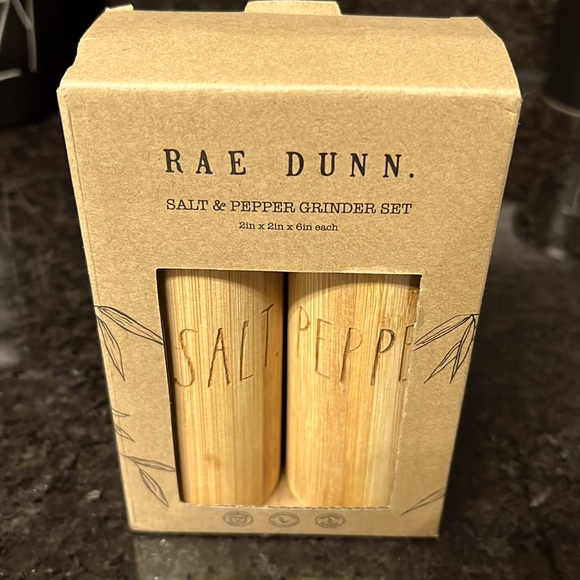 RAE DUNN.
SALT & PEPPER GRINDER SET
2in x 2in x 6in each
SALT. PEPPE